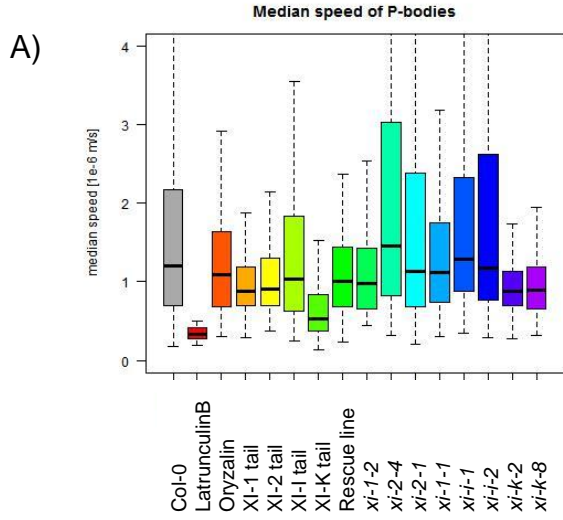 Median speed of P-bodies
A)
median speed [1e-6 m/s]
4
3
2
1
0
Col-0
LatrunculinB
Oryzalin
XI-1 tail
XI-2 tail
XI-I tail
XI-K tail
Rescue line
xi-1-2
xi-2-4
xi-2-1
xi-1-1
xi-i-1
xi-i-2
xi-k-2
xi-k-8